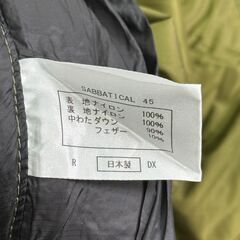 SABBATICAL 45
表 地ナイロン 100%
裏 地ナイロン 100%
中わたダウン 90%
フェザー 10%
R 日本製 DX